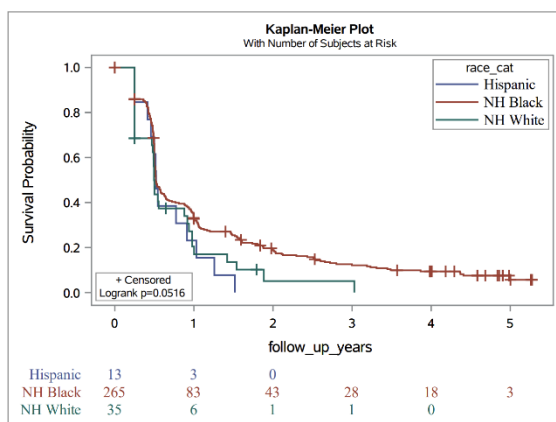 Kaplan-Meier Plot
With Number of Subjects at Risk
race_cat
Hispanic
NH Black
NH White
Survival Probability
1.0
0.8
0.6
0.4
0.2
0.0
+ Censored
Logrank p=0.0516
0 1 2 3 4 5
follow_up_years
Hispanic 13 3 0
NH Black 265 83 43 28 18 3
NH White 35 6 1 1 0